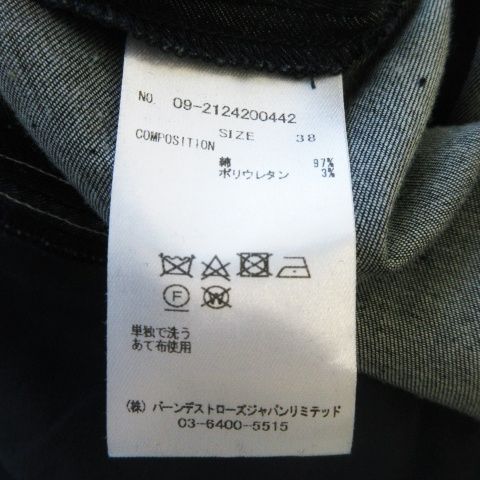 NO. 09-2124200442
SIZE 38
COMPOSITION
綿 97%
ポリウレタン 3%
F W
単独で洗う
あて布使用
(株) バーンデストローズジャパンリミテッド
03-6400-5515